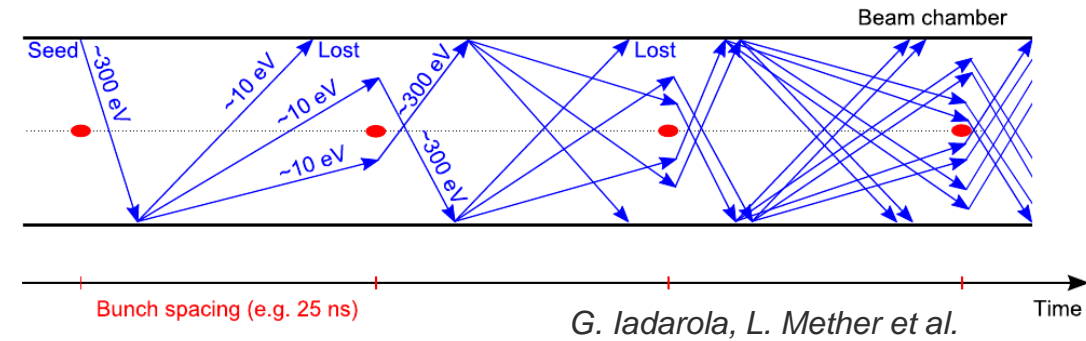 Beam chamber
Seed
~300 eV
~10 eV
Lost
~10 eV
~10 eV
~300 eV
~300 eV
Lost
Bunch spacing (e.g. 25 ns)
Time
G. Iadarola, L. Mether et al.